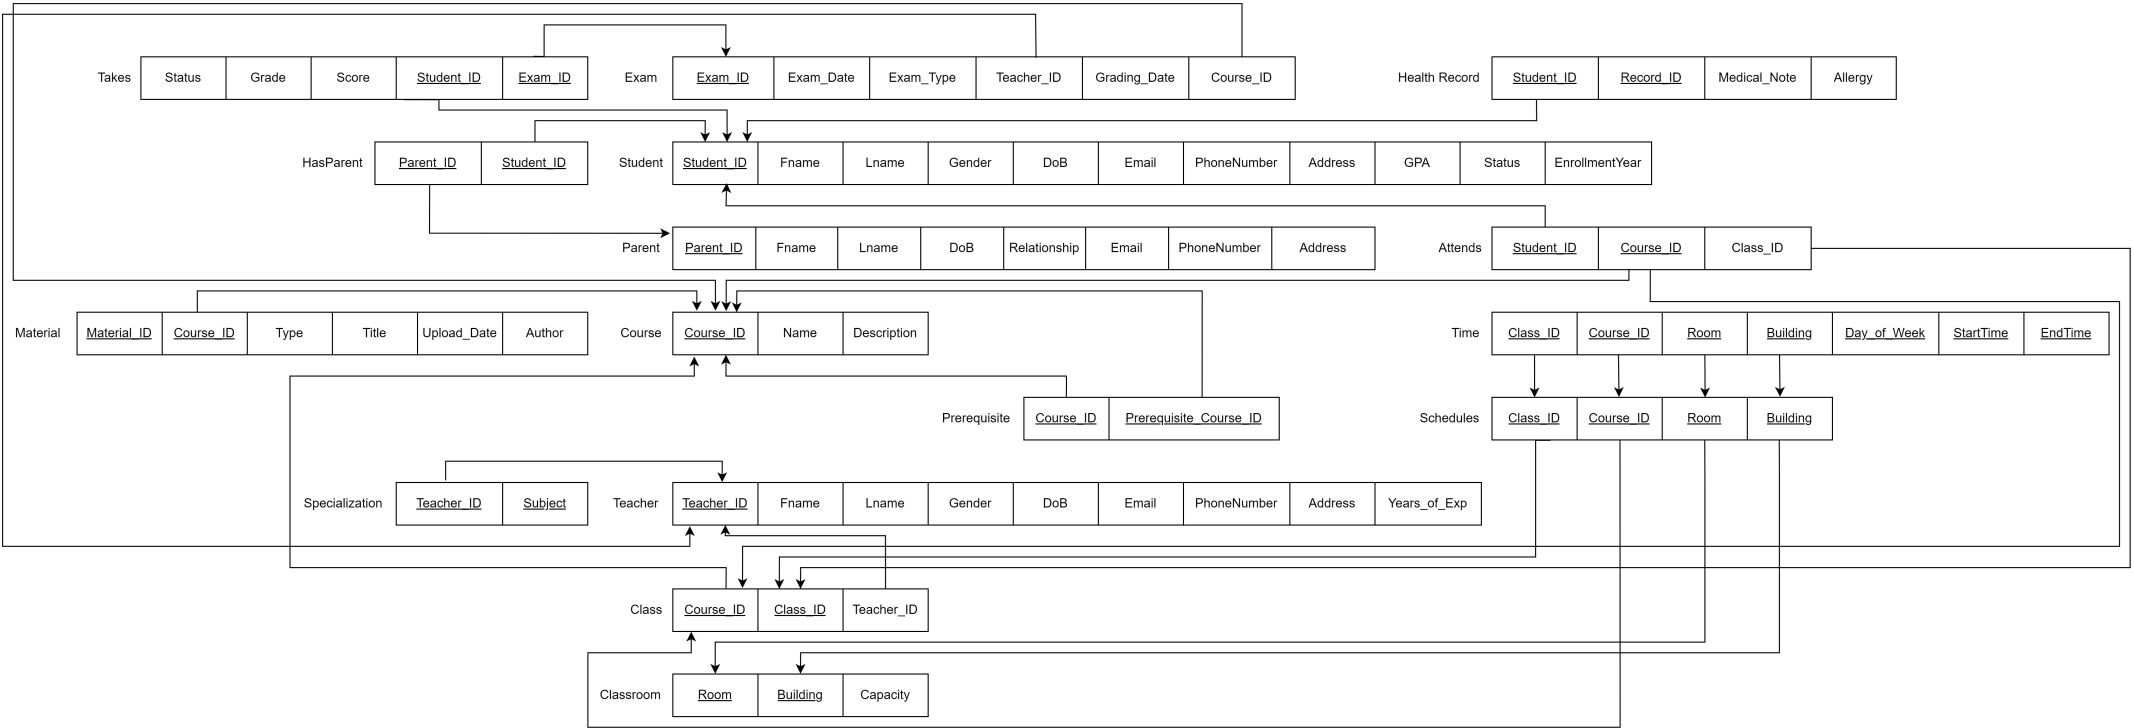 Takes Status Grade Score Student_ID Exam_ID Exam Exam_ID Exam_Date Exam_Type Teacher_ID Grading_Date Course_ID Health Record Student_ID Record_ID Medical_Note Allergy
HasParent Parent_ID Student_ID Student Student_ID Fname Lname Gender DoB Email PhoneNumber Address GPA Status EnrollmentYear
Parent Parent_ID Fname Lname DoB Relationship Email PhoneNumber Address Attends Student_ID Course_ID Class_ID
Material Material_ID Course_ID Type Title Upload_Date Author Course Course_ID Name Description Time Class_ID Course_ID Room Building Day_of_Week StartTime EndTime
Prerequisite Course_ID Prerequisite_Course_ID Schedules Class_ID Course_ID Room Building
Specialization Teacher_ID Subject Teacher Teacher_ID Fname Lname Gender DoB Email PhoneNumber Address Years_of_Exp
Class Course_ID Class_ID Teacher_ID
Classroom Room Building Capacity